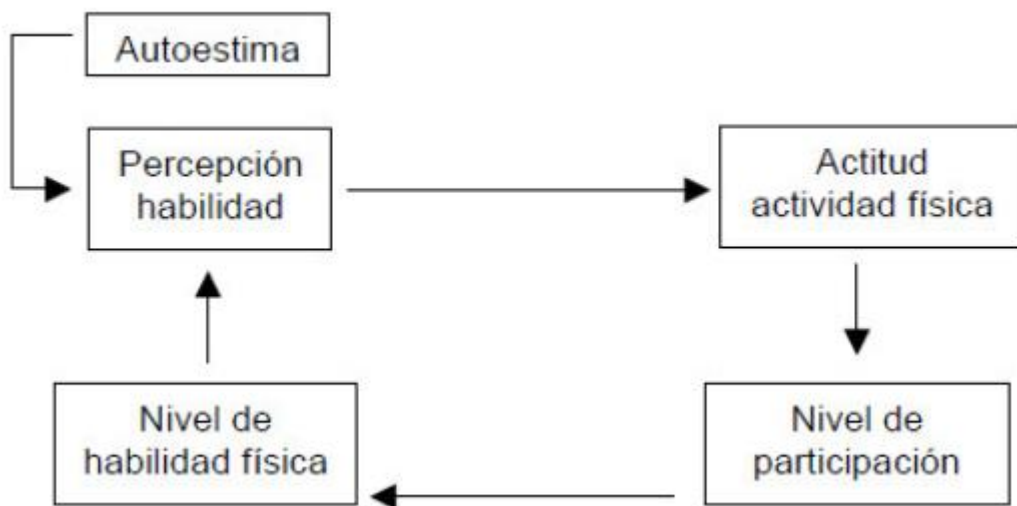 Autoestima
Percepción
habilidad
Actitud
actividad física
Nivel de
habilidad física
Nivel de
participación